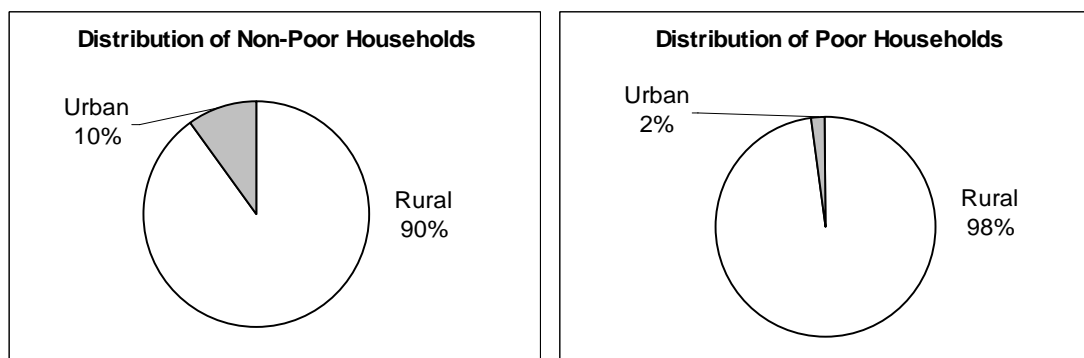 Distribution of Non-Poor Households
Urban
10%
Rural
90%
Distribution of Poor Households
Urban
2%
Rural
98%